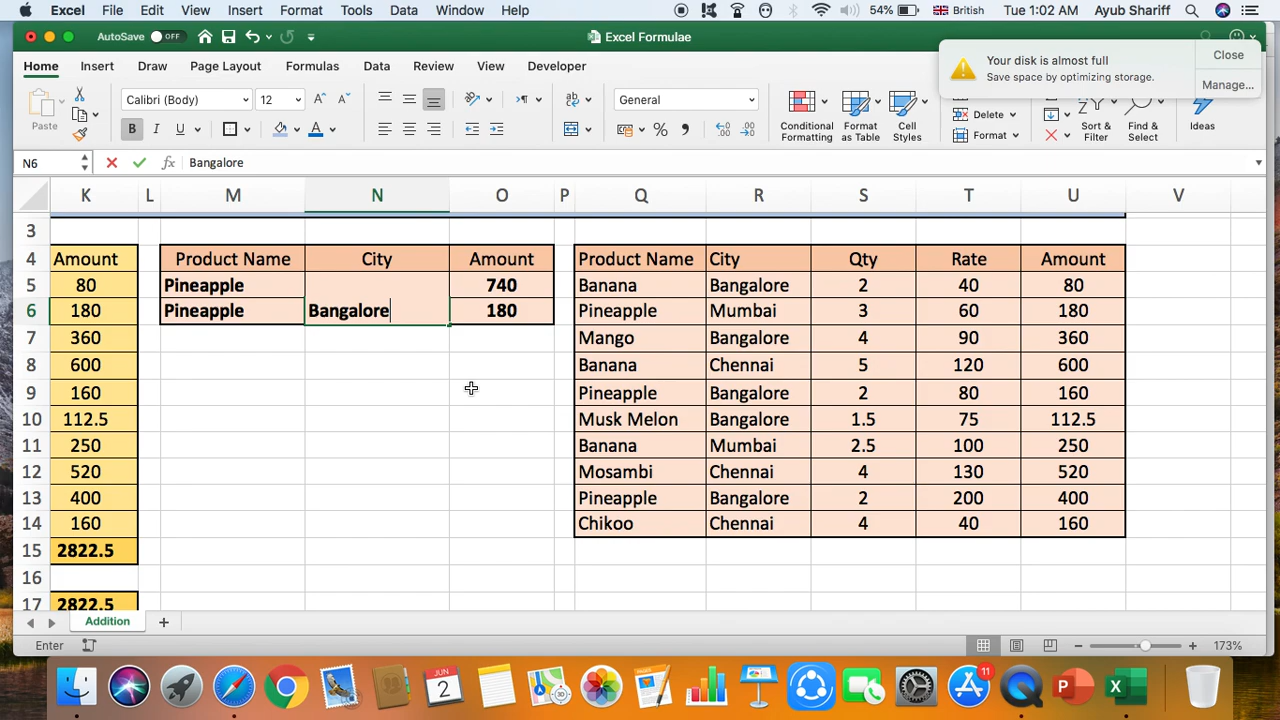 Excel File Edit View Insert Format Tools Data Window Help 54% British Tue 1:02 AM Ayub Shariff
AutoSave OFF Excel Formulae
Your disk is almost full
Save space by optimizing storage.
Close
Manage...
Home Insert Draw Page Layout Formulas Data Review View Developer
Paste Calibri (Body) 12 General Conditional Formatting Format as Table Cell Styles Delete Format Sort & Filter Find & Select Ideas
N6 fx Bangalore
K L M N O P Q R S T U V
3
4 Amount Product Name City Amount Product Name City Qty Rate Amount
5 80 Pineapple 740 Banana Bangalore 2 40 80
6 180 Pineapple Bangalore 180 Pineapple Mumbai 3 60 180
7 360 Mango Bangalore 4 90 360
8 600 Banana Chennai 5 120 600
9 160 Pineapple Bangalore 2 80 160
10 112.5 Musk Melon Bangalore 1.5 75 112.5
11 250 Banana Mumbai 2.5 100 250
12 520 Mosambi Chennai 4 130 520
13 400 Pineapple Bangalore 2 200 400
14 160 Chikoo Chennai 4 40 160
15 2822.5
16
17 2822.5
Addition
Enter 173%
JUN 2 11